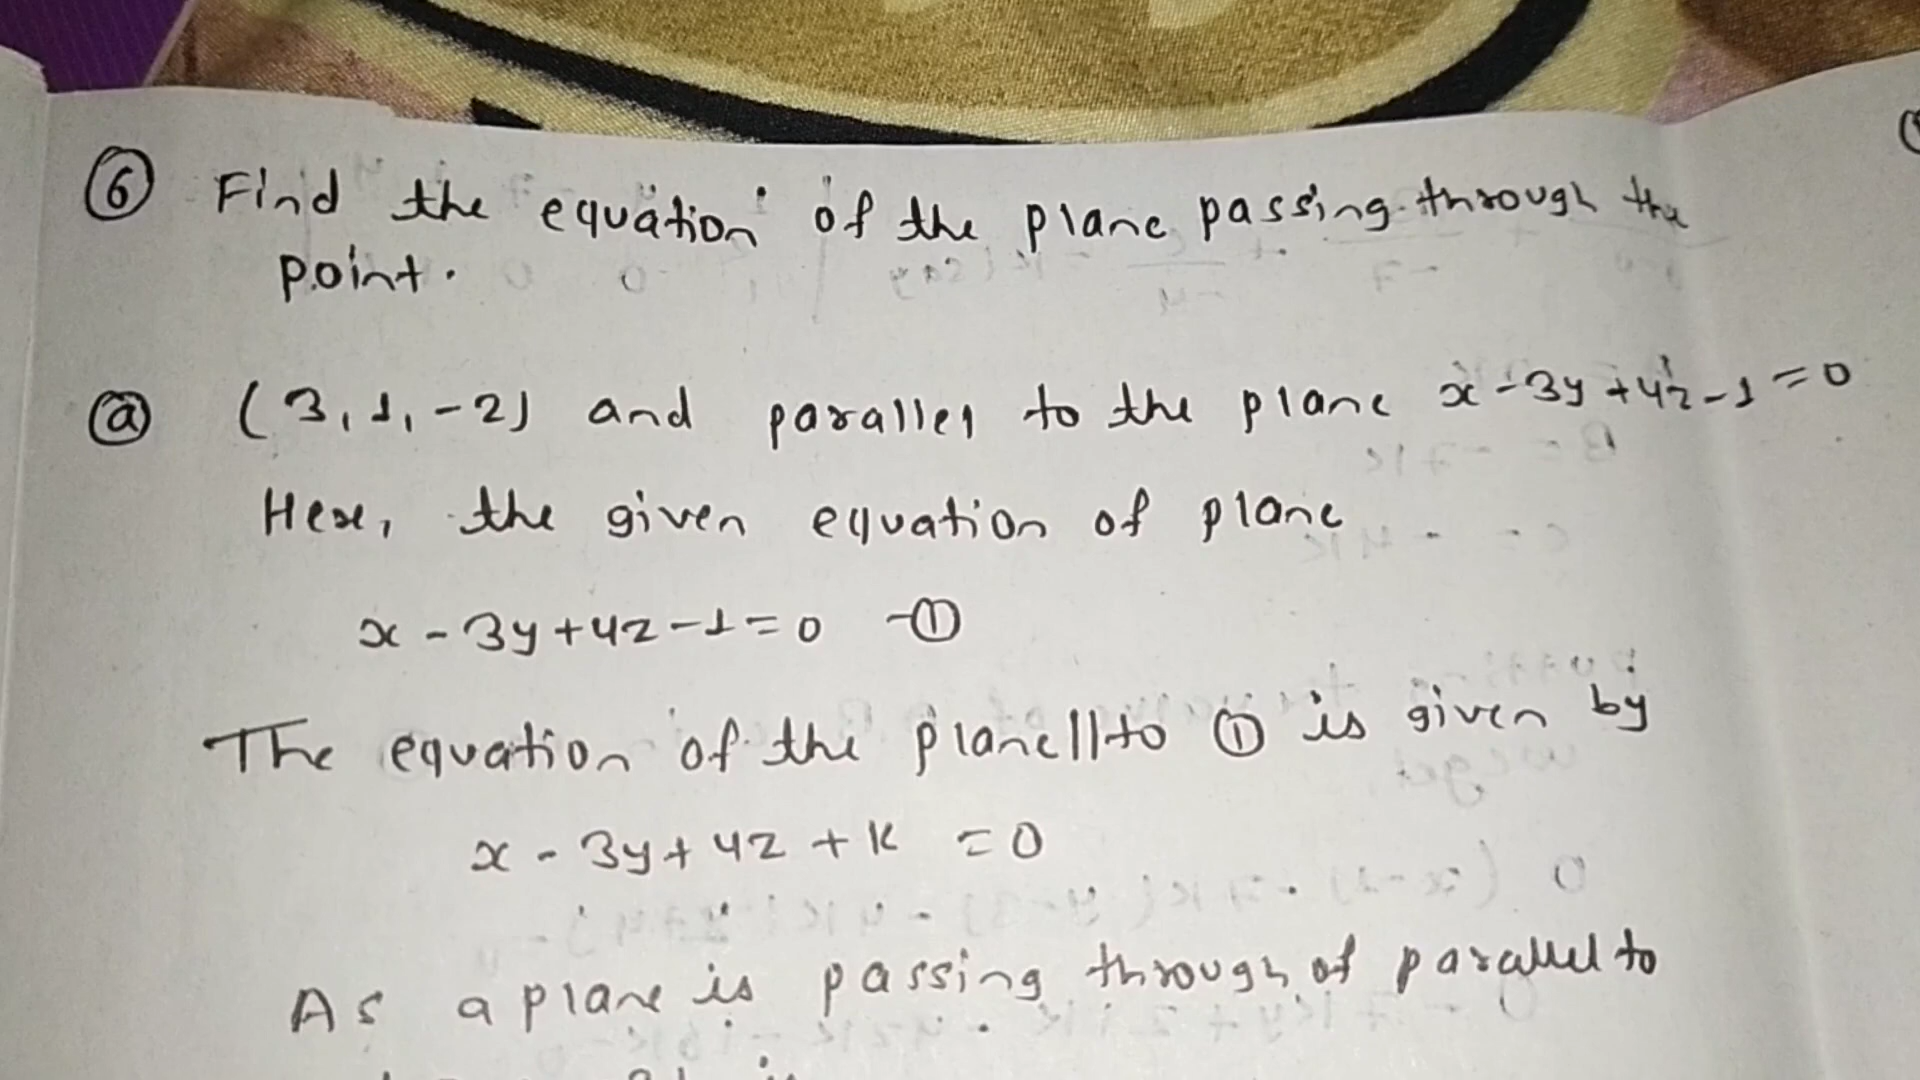 ⑥ Find the equation of the plane passing through the
point.
ⓐ (3, 1, -2) and parallel to the plane x - 3y + 4z - 1 = 0
Here, the given equation of plane
x - 3y + 4z - 1 = 0 - ①
The equation of the plane || to ① is given by
x - 3y + 4z + k = 0
As a plane is passing through of parallel to